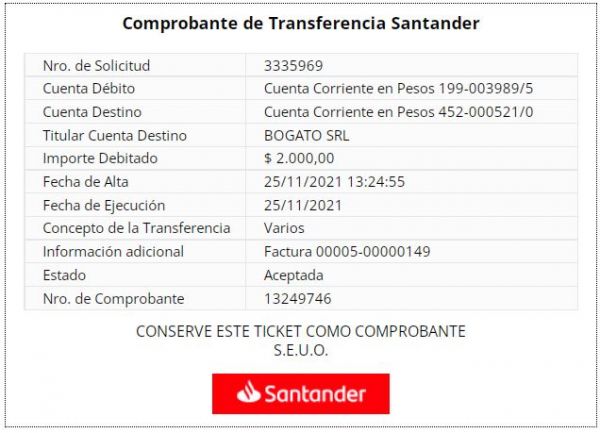 Comprobante de Transferencia Santander
Nro. de Solicitud 3335969
Cuenta Débito Cuenta Corriente en Pesos 199-003989/5
Cuenta Destino Cuenta Corriente en Pesos 452-000521/0
Titular Cuenta Destino BOGATO SRL
Importe Debitado $ 2.000,00
Fecha de Alta 25/11/2021 13:24:55
Fecha de Ejecución 25/11/2021
Concepto de la Transferencia Varios
Información adicional Factura 00005-00000149
Estado Aceptada
Nro. de Comprobante 13249746
CONSERVE ESTE TICKET COMO COMPROBANTE
S.E.U.O.
Santander